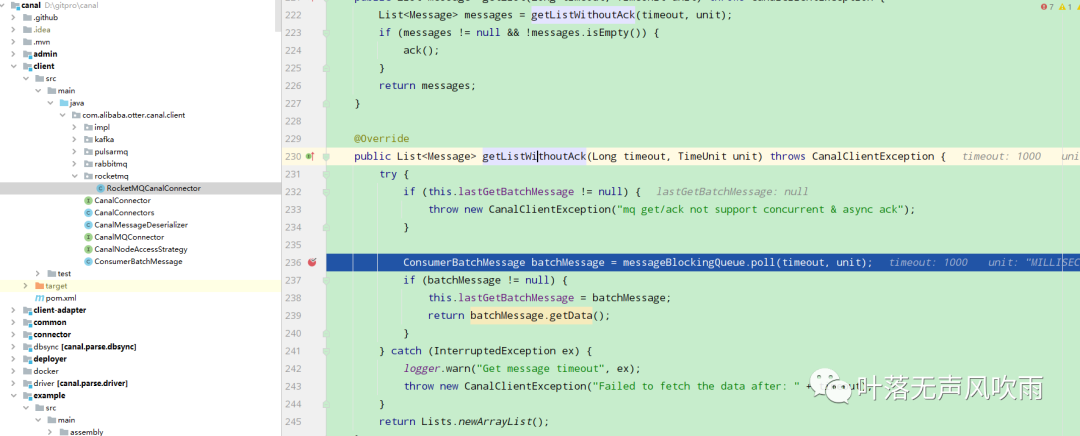 canal D:\gitpro\canal
.github
.idea
.mvn
admin
client
src
main
java
com.alibaba.otter.canal.client
impl
kafka
pulsarmq
rabbitmq
rocketmq
RocketMQCanalConnector
CanalConnector
CanalConnectors
CanalMessageDeserializer
CanalMQConnector
CanalNodeAccessStrategy
ConsumerBatchMessage
test
target
pom.xml
client-adapter
common
connector
dbsync [canal.parse.dbsync]
deployer
docker
driver [canal.parse.driver]
example
src
main
assembly
7 1
222 List<Message> messages = getListWithoutAck(timeout, unit);
223 if (messages != null && !messages.isEmpty()) {
224 ack();
225 }
226 return messages;
227 }
228
229 @Override
230 public List<Message> getListWithoutAck(Long timeout, TimeUnit unit) throws CanalClientException { timeout: 1000
231 try {
232 if (this.lastGetBatchMessage != null) { lastGetBatchMessage: null
233 throw new CanalClientException("mq get/ack not support concurrent & async ack");
234 }
235
236 ConsumerBatchMessage batchMessage = messageBlockingQueue.poll(timeout, unit); timeout: 1000 unit: "MILLISEC
237 if (batchMessage != null) {
238 this.lastGetBatchMessage = batchMessage;
239 return batchMessage.getData();
240 }
241 } catch (InterruptedException ex) {
242 logger.warn("Get message timeout", ex);
243 throw new CanalClientException("Failed to fetch the data after: " +
244 }
245 return Lists.newArrayList();
叶落无声风吹雨